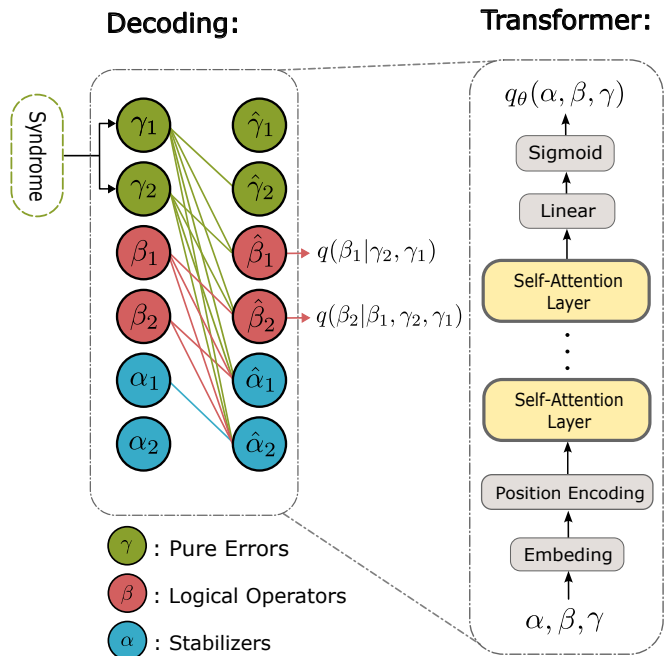 Decoding:
Syndrome
γ₁
γ̂₁
γ₂
γ̂₂
β₁
β̂₁
q(β₁|γ₂, γ₁)
β₂
β̂₂
q(β₂|β₁, γ₂, γ₁)
α₁
α̂₁
α₂
α̂₂
γ : Pure Errors
β : Logical Operators
α : Stabilizers
Transformer:
q_θ(α, β, γ)
Sigmoid
Linear
Self-Attention
Layer
Self-Attention
Layer
Position Encoding
Embeding
α, β, γ